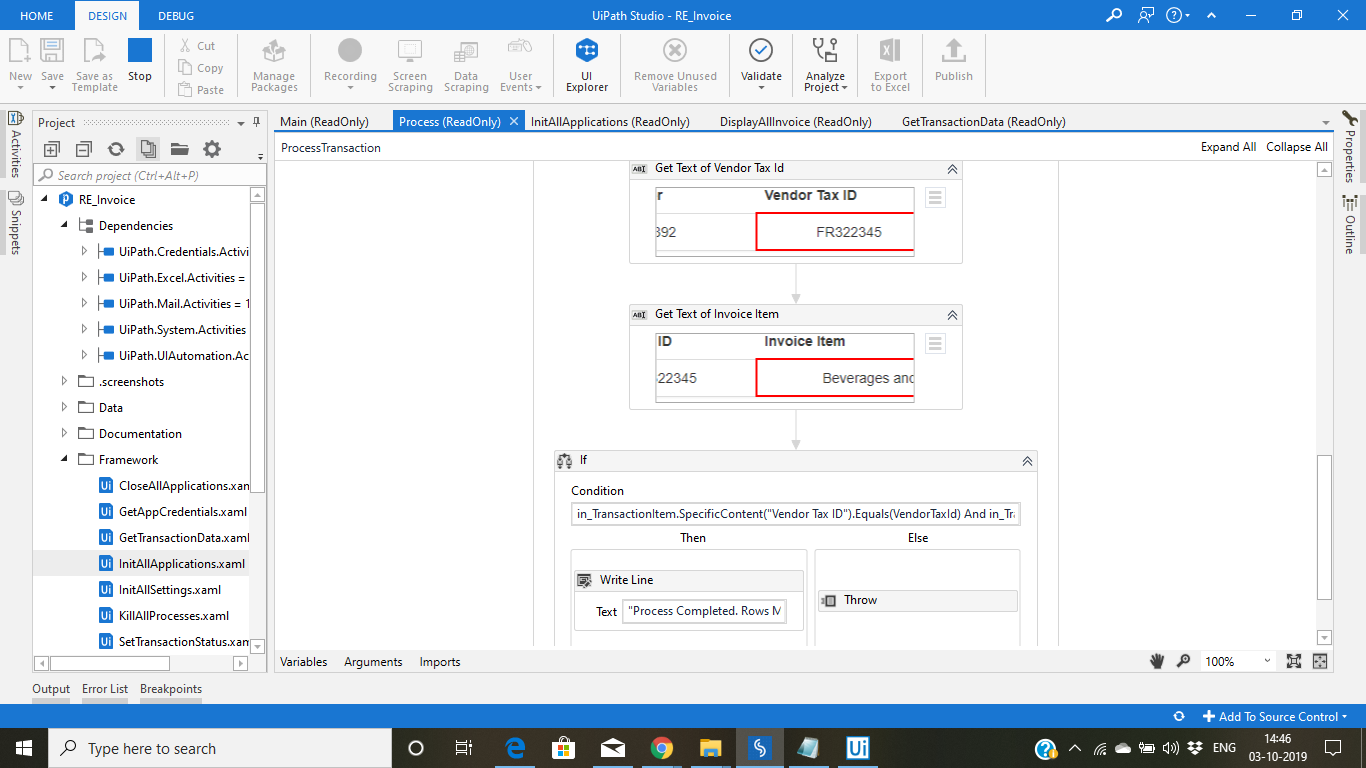 HOME
DESIGN
DEBUG
UiPath Studio - RE_Invoice
New
Save
Save as
Template
Stop
Cut
Copy
Paste
Manage
Packages
Recording
Screen
Scraping
Data
Scraping
User
Events
UI
Explorer
Remove Unused
Variables
Validate
Analyze
Project
Export
to Excel
Publish
Activities
Snippets
Project
Search project (Ctrl+Alt+P)
RE_Invoice
Dependencies
UiPath.Credentials.Activi
UiPath.Excel.Activities =
UiPath.Mail.Activities = 1
UiPath.System.Activities
UiPath.UIAutomation.Ac
.screenshots
Data
Documentation
Framework
CloseAllApplications.xam
GetAppCredentials.xaml
GetTransactionData.xaml
InitAllApplications.xaml
InitAllSettings.xaml
KillAllProcesses.xaml
SetTransactionStatus.xam
Main (ReadOnly)
Process (ReadOnly)
InitAllApplications (ReadOnly)
DisplayAllInvoice (ReadOnly)
GetTransactionData (ReadOnly)
ProcessTransaction
Expand All
Collapse All
Get Text of Vendor Tax Id
r
Vendor Tax ID
392
FR322345
Get Text of Invoice Item
ID
Invoice Item
22345
Beverages and
If
Condition
in_TransactionItem.SpecificContent("Vendor Tax ID").Equals(VendorTaxId) And in_Tra
Then
Else
Write Line
Text
"Process Completed. Rows M
Throw
Variables
Arguments
Imports
100%
Properties
Outline
Output
Error List
Breakpoints
Add To Source Control
Type here to search
ENG
14:46
03-10-2019